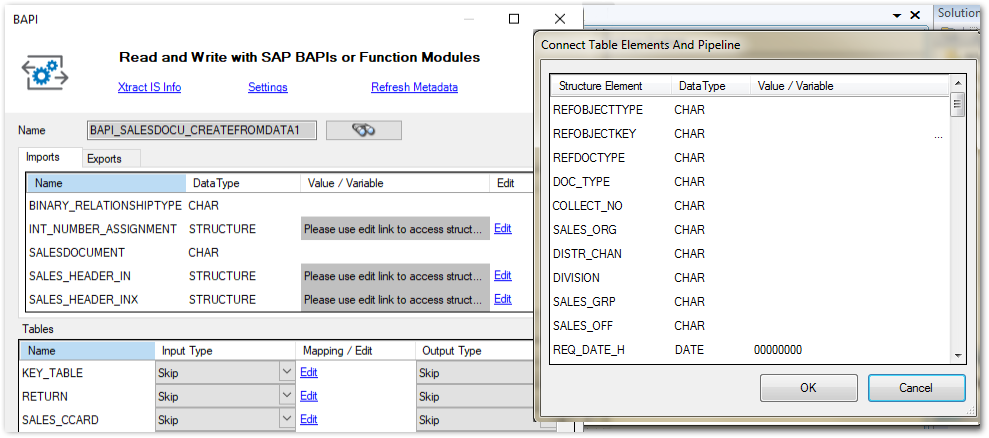 BAPI
Read and Write with SAP BAPIs or Function Modules
Xtract IS Info Settings Refresh Metadata
Name BAPI_SALESDOCU_CREATEFROMDATA1
Imports Exports
Name DataType Value / Variable Edit
BINARY_RELATIONSHIPTYPE CHAR
INT_NUMBER_ASSIGNMENT STRUCTURE Please use edit link to access struct... Edit
SALESDOCUMENT CHAR
SALES_HEADER_IN STRUCTURE Please use edit link to access struct... Edit
SALES_HEADER_INX STRUCTURE Please use edit link to access struct... Edit
Tables
Name Input Type Mapping / Edit Output Type
KEY_TABLE Skip Edit Skip
RETURN Skip Edit Skip
SALES_CCARD Skip Edit Skip
Solution
Connect Table Elements And Pipeline
Structure Element DataType Value / Variable
REFOBJECTTYPE CHAR
REFOBJECTKEY CHAR ...
REFDOCTYPE CHAR
DOC_TYPE CHAR
COLLECT_NO CHAR
SALES_ORG CHAR
DISTR_CHAN CHAR
DIVISION CHAR
SALES_GRP CHAR
SALES_OFF CHAR
REQ_DATE_H DATE 00000000
OK Cancel